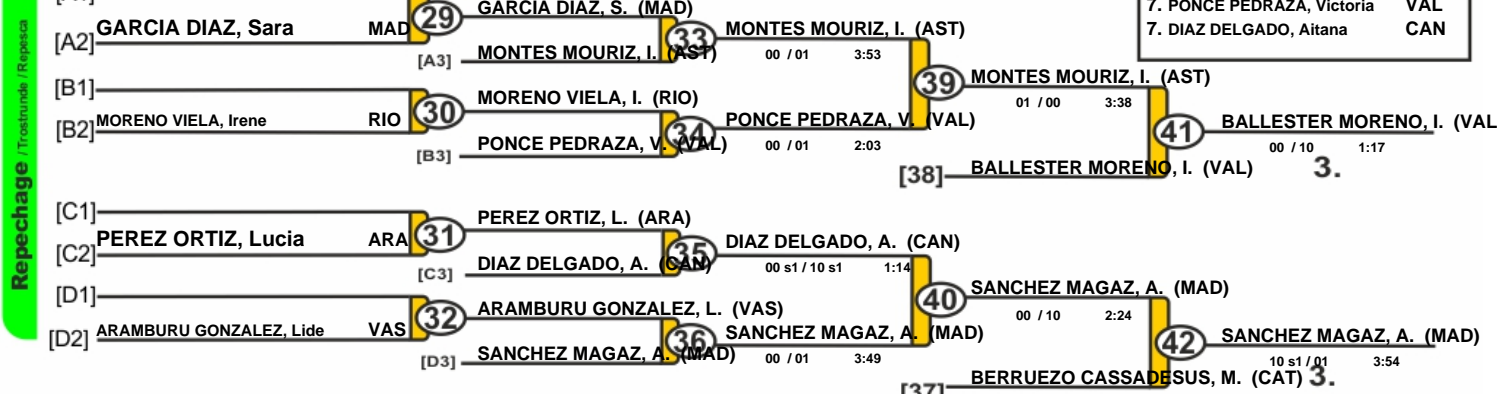 GARCIA DIAZ, S. (MAD)
7. PONCE PEDRAZA, Victoria VAL
29
[A2] GARCIA DIAZ, Sara MAD
33 MONTES MOURIZ, I. (AST)
7. DIAZ DELGADO, Aitana CAN
[A3] MONTES MOURIZ, I. (AST)
00 / 01 3:53
39 MONTES MOURIZ, I. (AST)
[B1]
MORENO VIELA, I. (RIO)
01 / 00 3:38
30
[B2] MORENO VIELA, Irene RIO
34 PONCE PEDRAZA, V. (VAL)
41 BALLESTER MORENO, I. (VAL
[B3] PONCE PEDRAZA, V. (VAL)
00 / 01 2:03
00 / 10 1:17
[38] BALLESTER MORENO, I. (VAL)
3.
Repechage / Trostrunde / Repesca
[C1]
PEREZ ORTIZ, L. (ARA)
31
[C2] PEREZ ORTIZ, Lucia ARA
35 DIAZ DELGADO, A. (CAN)
[C3] DIAZ DELGADO, A. (CAN)
00 s1 / 10 s1 1:14
40 SANCHEZ MAGAZ, A. (MAD)
[D1]
ARAMBURU GONZALEZ, L. (VAS)
00 / 10 2:24
32
[D2] ARAMBURU GONZALEZ, Lide VAS
36 SANCHEZ MAGAZ, A. (MAD)
42 SANCHEZ MAGAZ, A. (MAD)
[D3] SANCHEZ MAGAZ, A. (MAD)
00 / 01 3:49
10 s1 / 01 3:54
[37] BERRUEZO CASSADESUS, M. (CAT)
3.